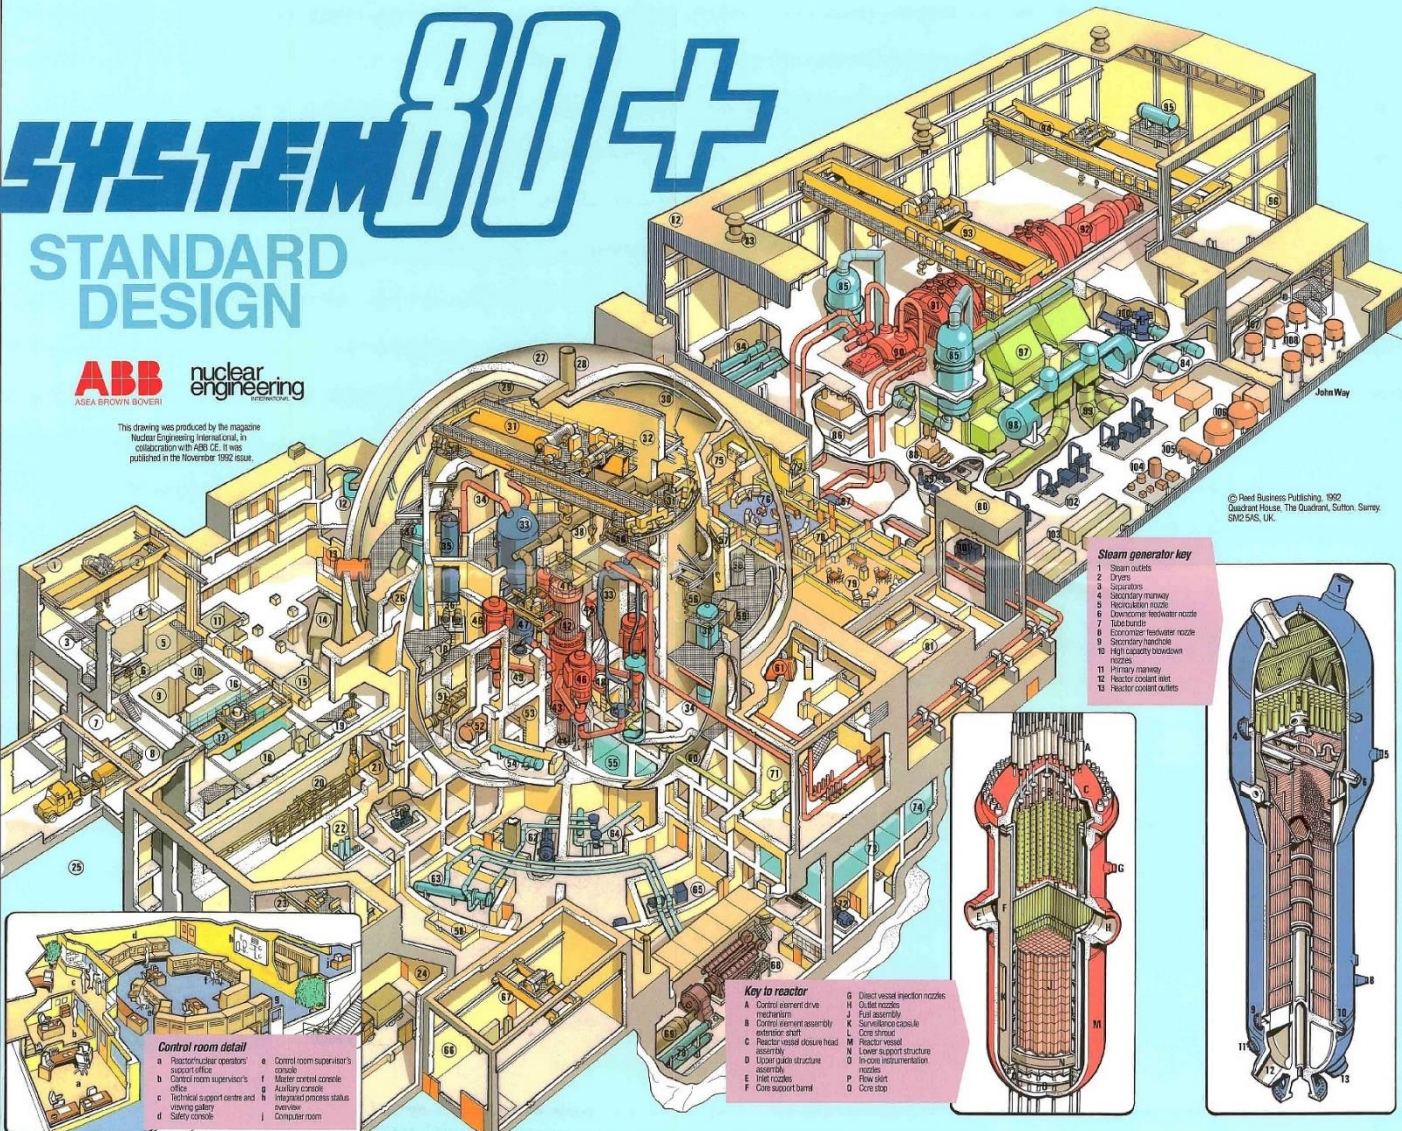 SYSTEM 80+
STANDARD
DESIGN
ABB
ASEA BROWN BOVERI
nuclear
engineering
INTERNATIONAL
This drawing was produced by the magazine
Nuclear Engineering International, in
collaboration with ABB CE. It was
published in the November 1992 issue.
John Way
© Reed Business Publishing, 1992
Quadrant House, The Quadrant, Sutton, Surrey.
SM2 5AS, UK.
Steam generator key
1 Steam outlets
2 Dryers
3 Separators
4 Secondary manway
5 Recirculation nozzle
6 Downcomer feedwater nozzle
7 Tube bundle
8 Economizer feedwater nozzle
9 Secondary handhole
10 High capacity blowdown
nozzles
11 Primary manway
12 Reactor coolant inlet
13 Reactor coolant outlets
Key to reactor
A Control element drive
mechanism
B Control element assembly
extension shaft
C Reactor vessel closure head
assembly
D Upper guide structure
assembly
E Inlet nozzles
F Core support barrel
G Direct vessel injection nozzles
H Outlet nozzles
J Fuel assembly
K Surveillance capsule
L Core shroud
M Reactor vessel
N Lower support structure
O In-core instrumentation
nozzles
P Flow skirt
Q Core stop
Control room detail
a Reactor/nuclear operators'
support office
b Control room supervisor's
office
c Technical support centre and
viewing gallery
d Safety console
e Control room supervisor's
console
f Master control console
g Auxiliary console
h Integrated process status
overview
j Computer room